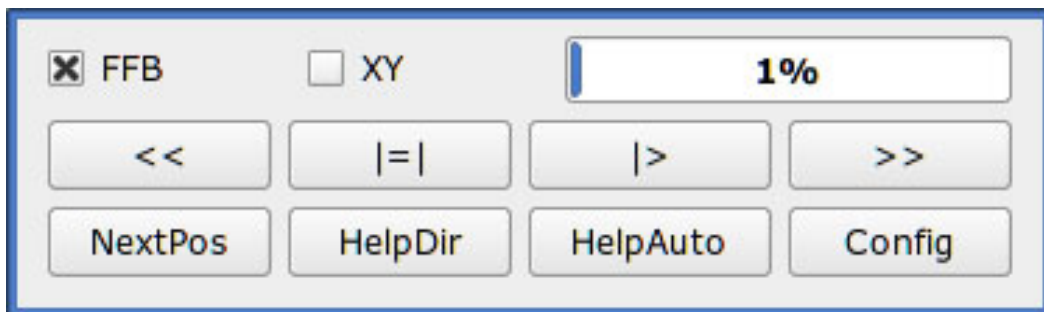 FFB XY 1%
<< |=| |> >>
NextPos HelpDir HelpAuto Config